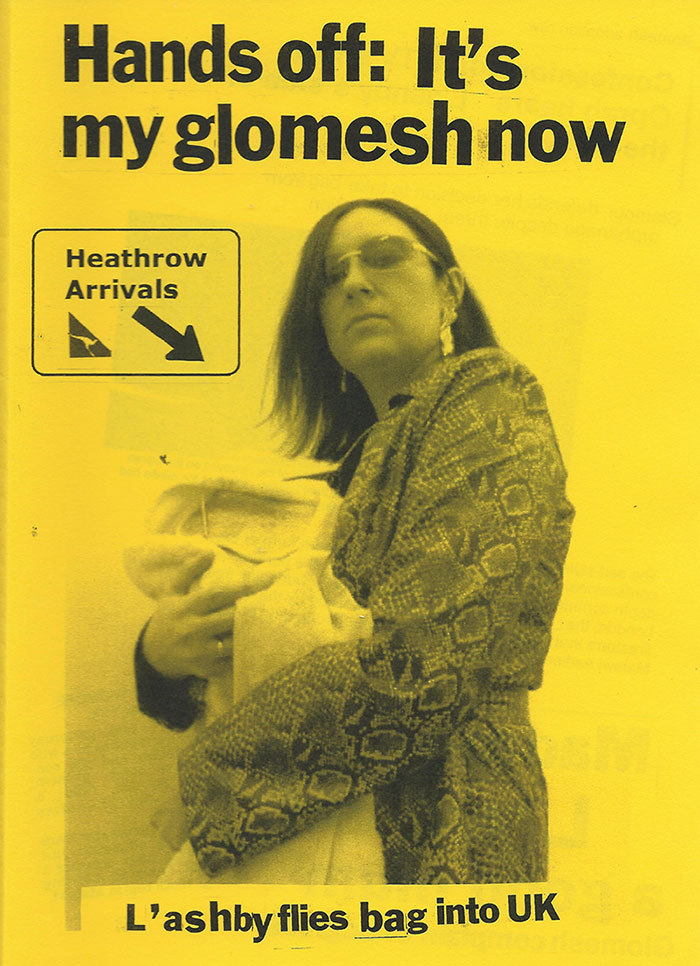 Hands off: It's
my glomesh now
Heathrow
Arrivals
L'ashby flies bag into UK